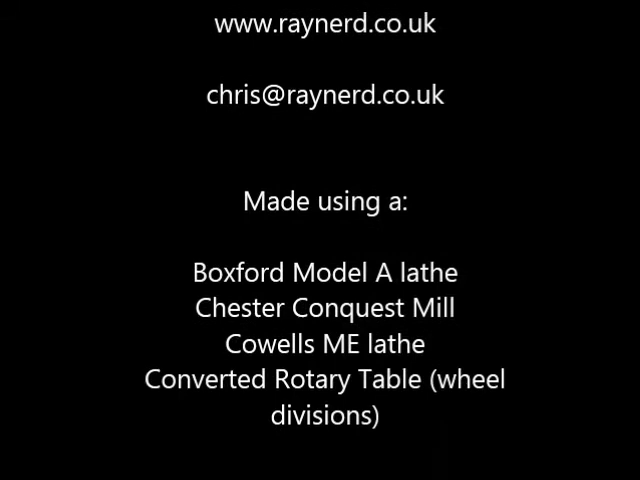 www.raynerd.co.uk
chris@raynerd.co.uk
Made using a:
Boxford Model A lathe
Chester Conquest Mill
Cowells ME lathe
Converted Rotary Table (wheel
divisions)